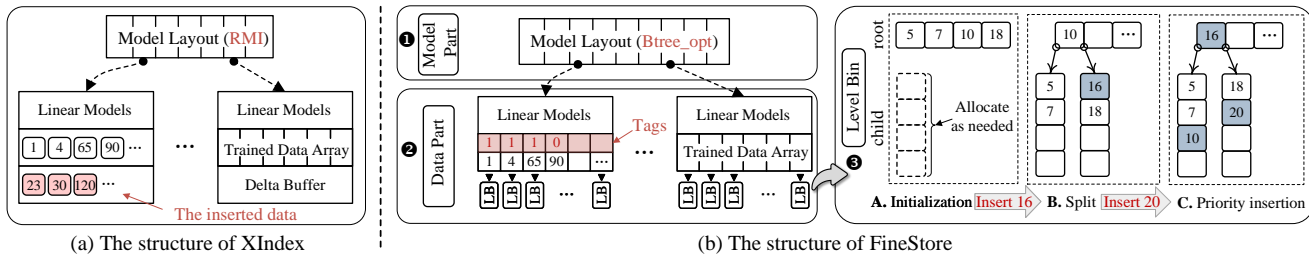 Model Layout (RMI)
Linear Models
1 4 65 90 ...
23 30 120 ...
The inserted data
...
Linear Models
Trained Data Array
Delta Buffer
(a) The structure of XIndex
❶ Model Part
Model Layout (Btree_opt)
❷ Data Part
Linear Models
1 1 1 0
1 4 65 90 ...
LB LB LB ... LB
Tags
...
Linear Models
Trained Data Array
LB LB LB ... LB
(b) The structure of FineStore
❸ Level Bin
root
child
5 7 10 18
Allocate
as needed
A. Initialization
Insert 16
10 ...
5 16
7 18
B. Split
Insert 20
16 ...
5 18
7 20
10
C. Priority insertion